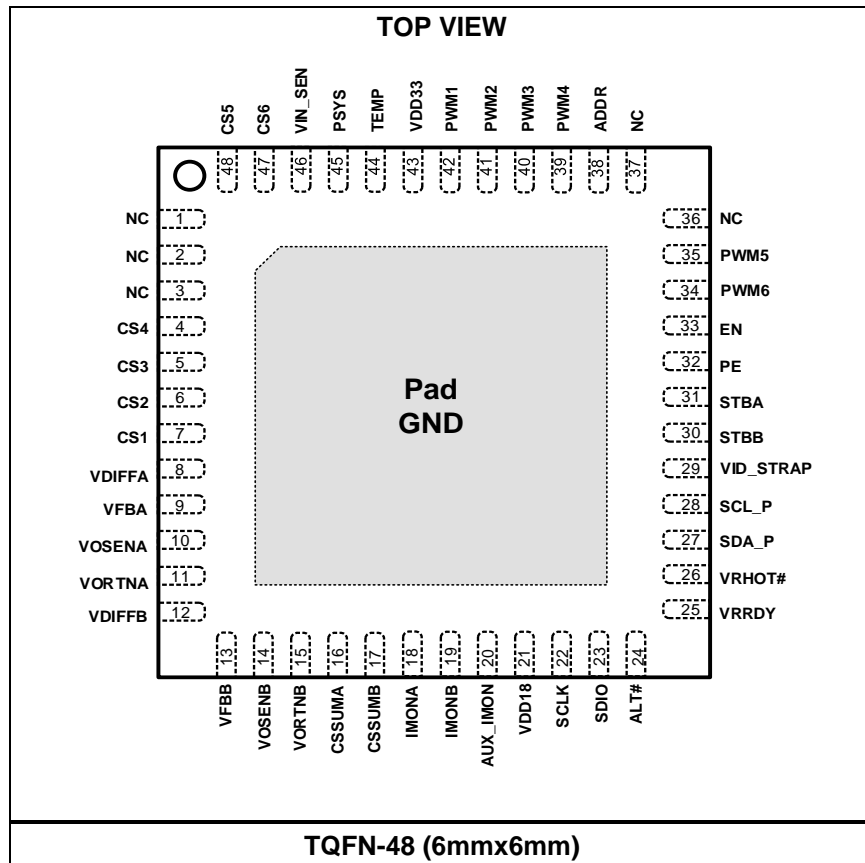 TOP VIEW
CS5
CS6
VIN_SEN
PSYS
TEMP
VDD33
PWM1
PWM2
PWM3
PWM4
ADDR
NC
48
47
46
45
44
43
42
41
40
39
38
37
NC 1
NC 2
NC 3
CS4 4
CS3 5
CS2 6
CS1 7
VDIFFA 8
VFBA 9
VOSENA 10
VORTNA 11
VDIFFB 12
Pad
GND
36 NC
35 PWM5
34 PWM6
33 EN
32 PE
31 STBA
30 STBB
29 VID_STRAP
28 SCL_P
27 SDA_P
26 VRHOT#
25 VRRDY
13
14
15
16
17
18
19
20
21
22
23
24
VFBB
VOSENB
VORTNB
CSSUMA
CSSUMB
IMONA
IMONB
AUX_IMON
VDD18
SCLK
SDIO
ALT#
TQFN-48 (6mmx6mm)